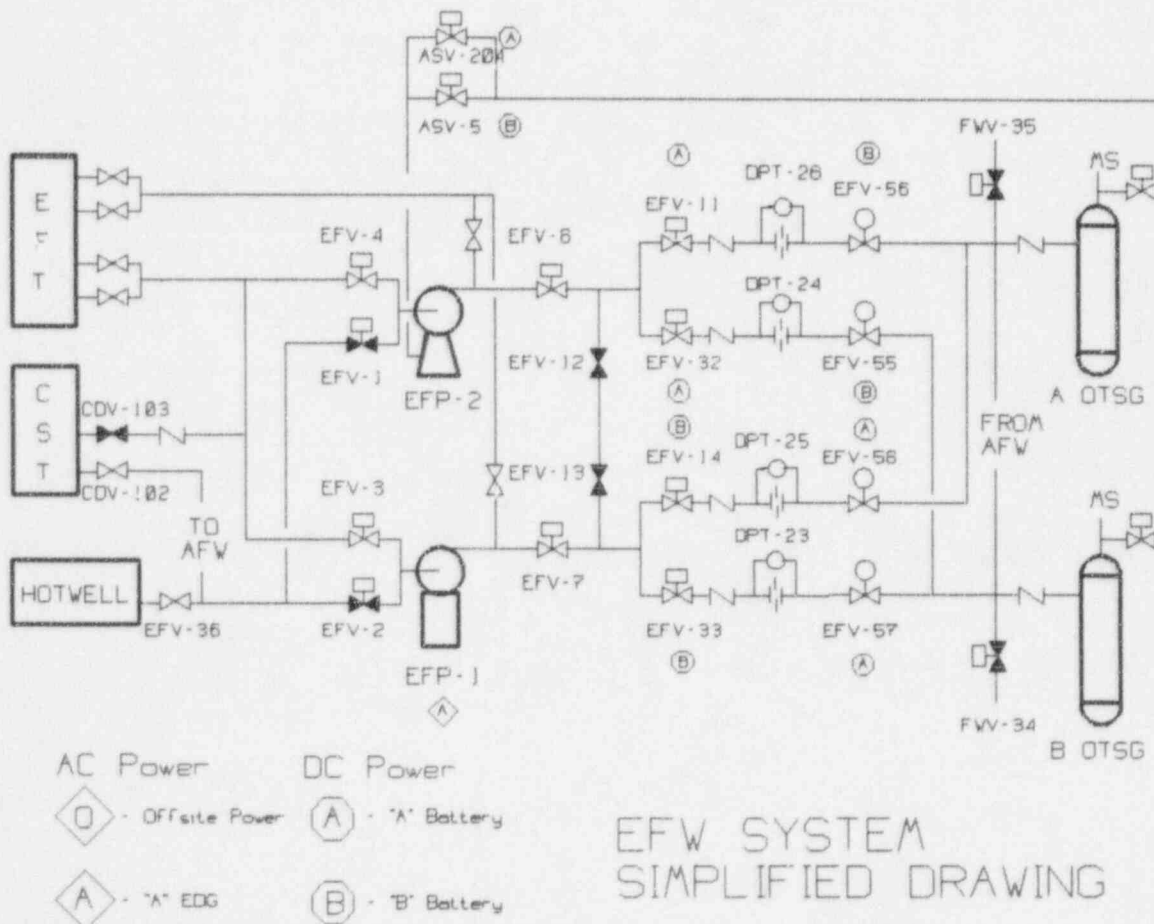 ASV-204
A
ASV-5
B
FWV-35
MS
A
B
DPT-26
EFV-11
EFV-56
E
F
T
EFV-4
EFV-6
DPT-24
EFV-1
EFP-2
EFV-12
EFV-32
EFV-55
A OTSG
C
S
T
CDV-103
CDV-102
A
B
B
A
FROM
AFW
EFV-3
EFV-13
EFV-14
DPT-25
EFV-58
TO
AFW
MS
DPT-23
HOTWELL
EFV-36
EFV-2
EFV-7
EFV-33
EFV-57
EFP-1
B
A
A
FWV-34
B OTSG
AC Power
DC Power
O - Offsite Power
A - "A" Battery
A - "A" EDG
B - "B" Battery
EFW SYSTEM
SIMPLIFIED DRAWING